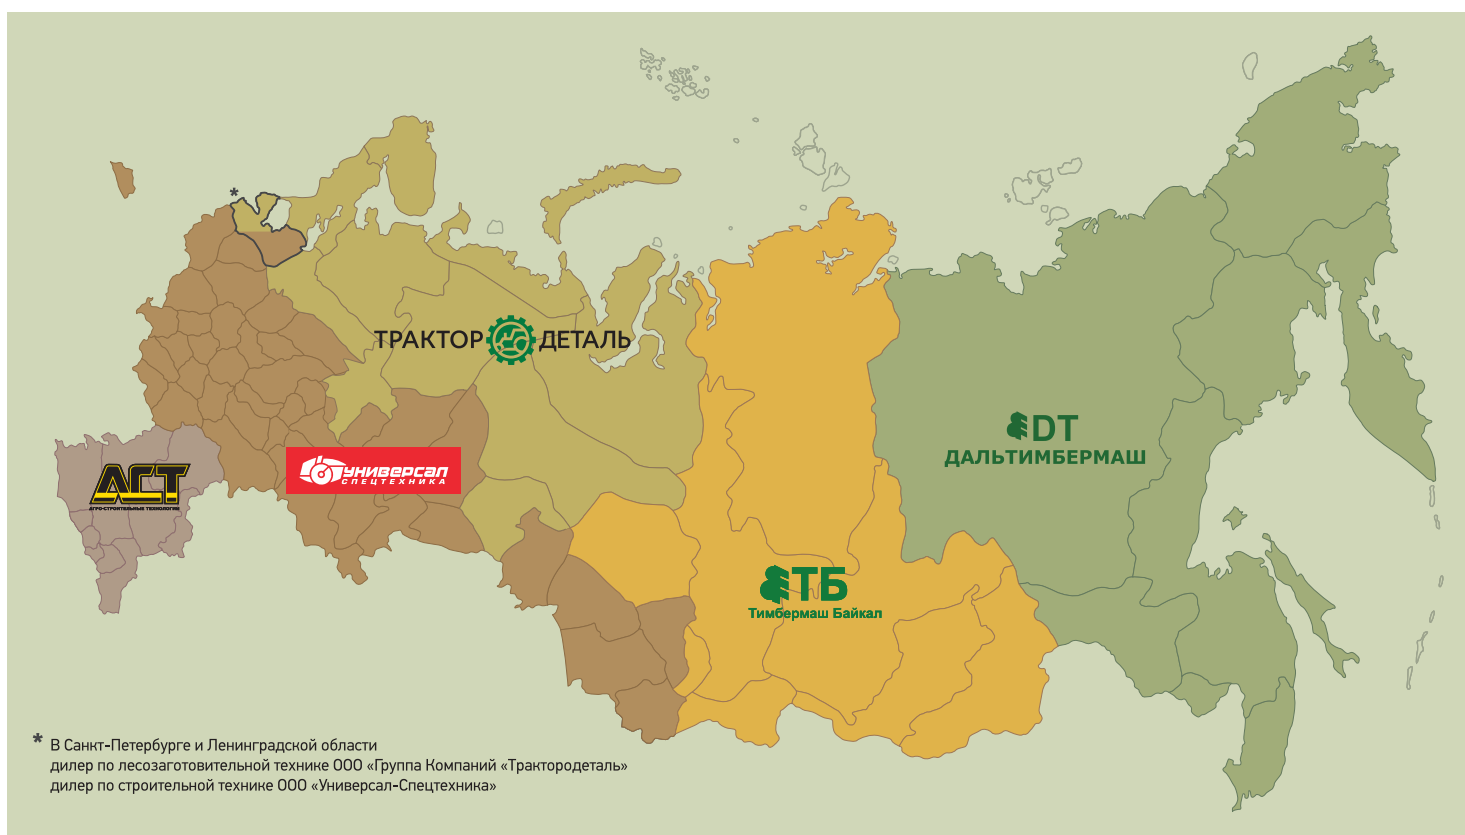 *
ТРАКТОР ДЕТАЛЬ
DT
ДАЛЬТИМБЕРМАШ
АСТ
АГРО-СТРОИТЕЛЬНЫЕ ТЕХНОЛОГИИ
УНИВЕРСАЛ
СПЕЦТЕХНИКА
ТБ
Тимбермаш Байкал
* В Санкт-Петербурге и Ленинградской области
дилер по лесозаготовительной технике ООО «Группа Компаний «Трактородеталь»
дилер по строительной технике ООО «Универсал-Спецтехника»